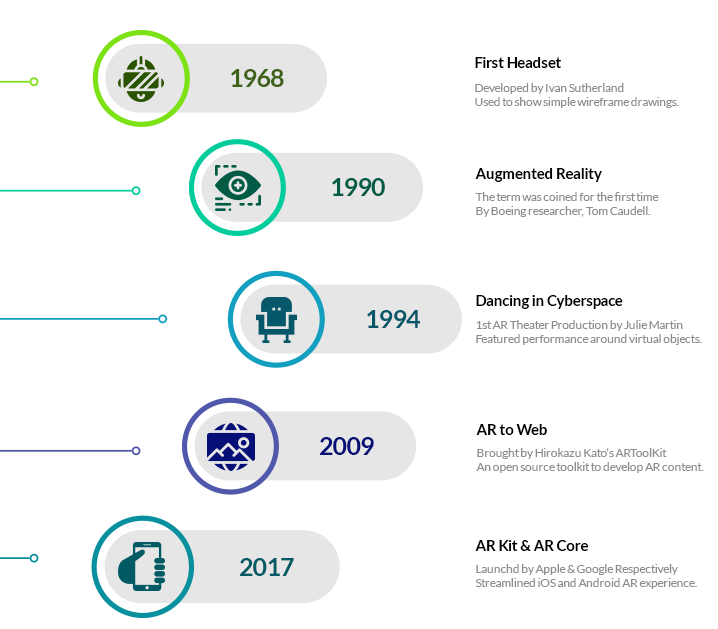 1968
First Headset
Developed by Ivan Sutherland
Used to show simple wireframe drawings.
1990
Augmented Reality
The term was coined for the first time
By Boeing researcher, Tom Caudell.
1994
Dancing in Cyberspace
1st AR Theater Production by Julie Martin
Featured performance around virtual objects.
2009
AR to Web
Brought by Hirokazu Kato's ARToolKit
An open source toolkit to develop AR content.
2017
AR Kit & AR Core
Launchd by Apple & Google Respectively
Streamlined iOS and Android AR experience.